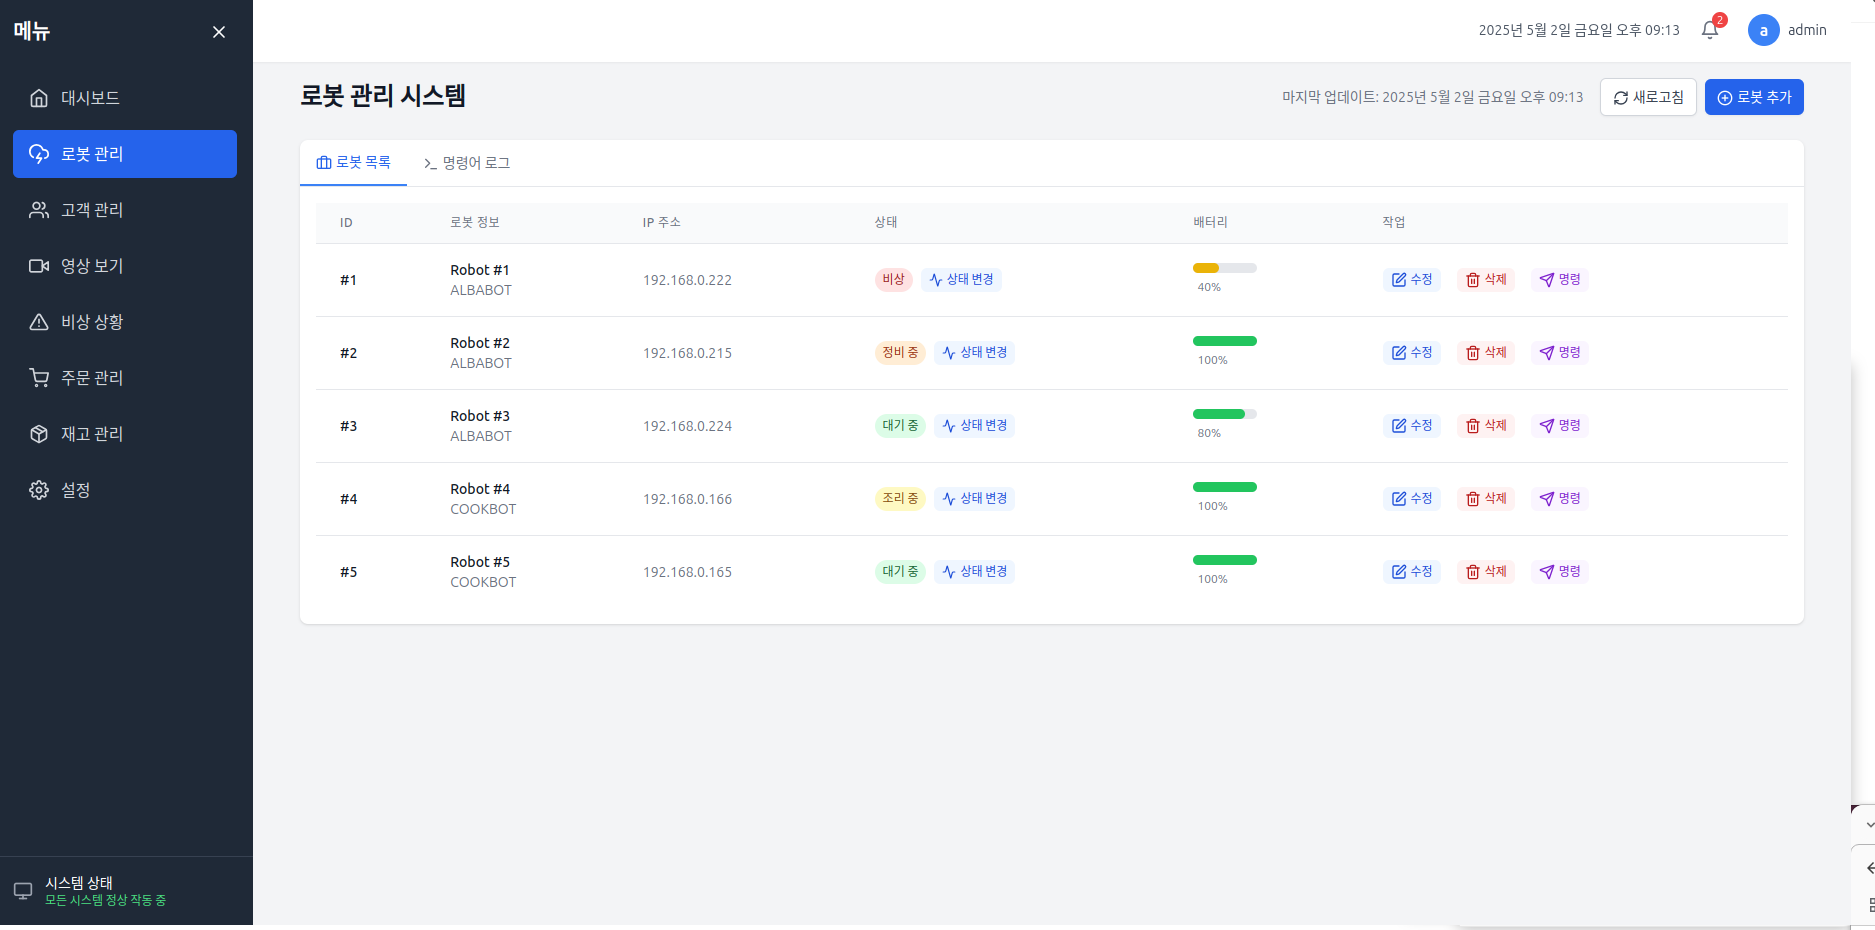 메뉴
대시보드
로봇 관리
고객 관리
영상 보기
비상 상황
주문 관리
재고 관리
설정
시스템 상태
모든 시스템 정상 작동 중
2025년 5월 2일 금요일 오후 09:13
2
a
admin
로봇 관리 시스템
마지막 업데이트: 2025년 5월 2일 금요일 오후 09:13
새로고침
로봇 추가
로봇 목록
명령어 로그
ID 로봇 정보 IP 주소 상태 배터리 작업
#1 Robot #1 ALBABOT 192.168.0.222 비상 상태 변경 40% 수정 삭제 명령
#2 Robot #2 ALBABOT 192.168.0.215 정비 중 상태 변경 100% 수정 삭제 명령
#3 Robot #3 ALBABOT 192.168.0.224 대기 중 상태 변경 80% 수정 삭제 명령
#4 Robot #4 COOKBOT 192.168.0.166 조리 중 상태 변경 100% 수정 삭제 명령
#5 Robot #5 COOKBOT 192.168.0.165 대기 중 상태 변경 100% 수정 삭제 명령